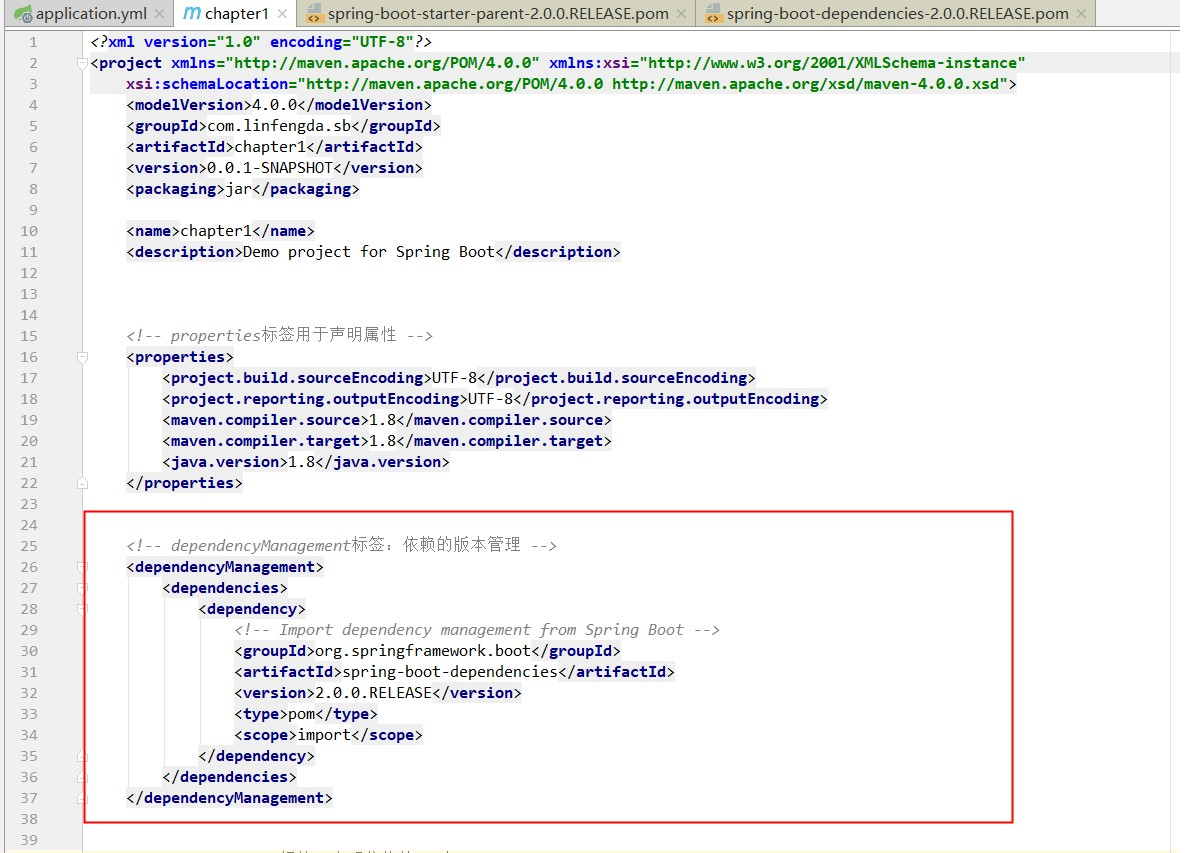 application.yml × chapter1 × spring-boot-starter-parent-2.0.0.RELEASE.pom × spring-boot-dependencies-2.0.0.RELEASE.pom ×
1 <?xml version="1.0" encoding="UTF-8"?>
2 <project xmlns="http://maven.apache.org/POM/4.0.0" xmlns:xsi="http://www.w3.org/2001/XMLSchema-instance"
3 xsi:schemaLocation="http://maven.apache.org/POM/4.0.0 http://maven.apache.org/xsd/maven-4.0.0.xsd">
4 <modelVersion>4.0.0</modelVersion>
5 <groupId>com.linfengda.sb</groupId>
6 <artifactId>chapter1</artifactId>
7 <version>0.0.1-SNAPSHOT</version>
8 <packaging>jar</packaging>
9
10 <name>chapter1</name>
11 <description>Demo project for Spring Boot</description>
12
13
14
15 <!-- properties标签用于声明属性 -->
16 <properties>
17 <project.build.sourceEncoding>UTF-8</project.build.sourceEncoding>
18 <project.reporting.outputEncoding>UTF-8</project.reporting.outputEncoding>
19 <maven.compiler.source>1.8</maven.compiler.source>
20 <maven.compiler.target>1.8</maven.compiler.target>
21 <java.version>1.8</java.version>
22 </properties>
23
24
25 <!-- dependencyManagement标签：依赖的版本管理 -->
26 <dependencyManagement>
27 <dependencies>
28 <dependency>
29 <!-- Import dependency management from Spring Boot -->
30 <groupId>org.springframework.boot</groupId>
31 <artifactId>spring-boot-dependencies</artifactId>
32 <version>2.0.0.RELEASE</version>
33 <type>pom</type>
34 <scope>import</scope>
35 </dependency>
36 </dependencies>
37 </dependencyManagement>
38
39